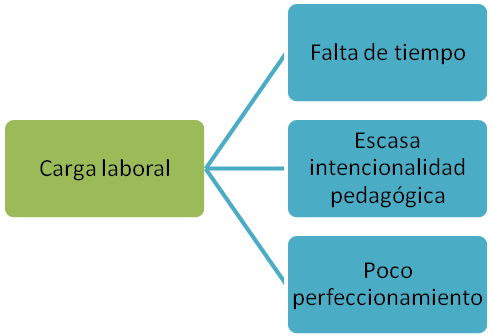 Carga laboral
Falta de tiempo
Escasa
intencionalidad
pedagógica
Poco
perfeccionamiento